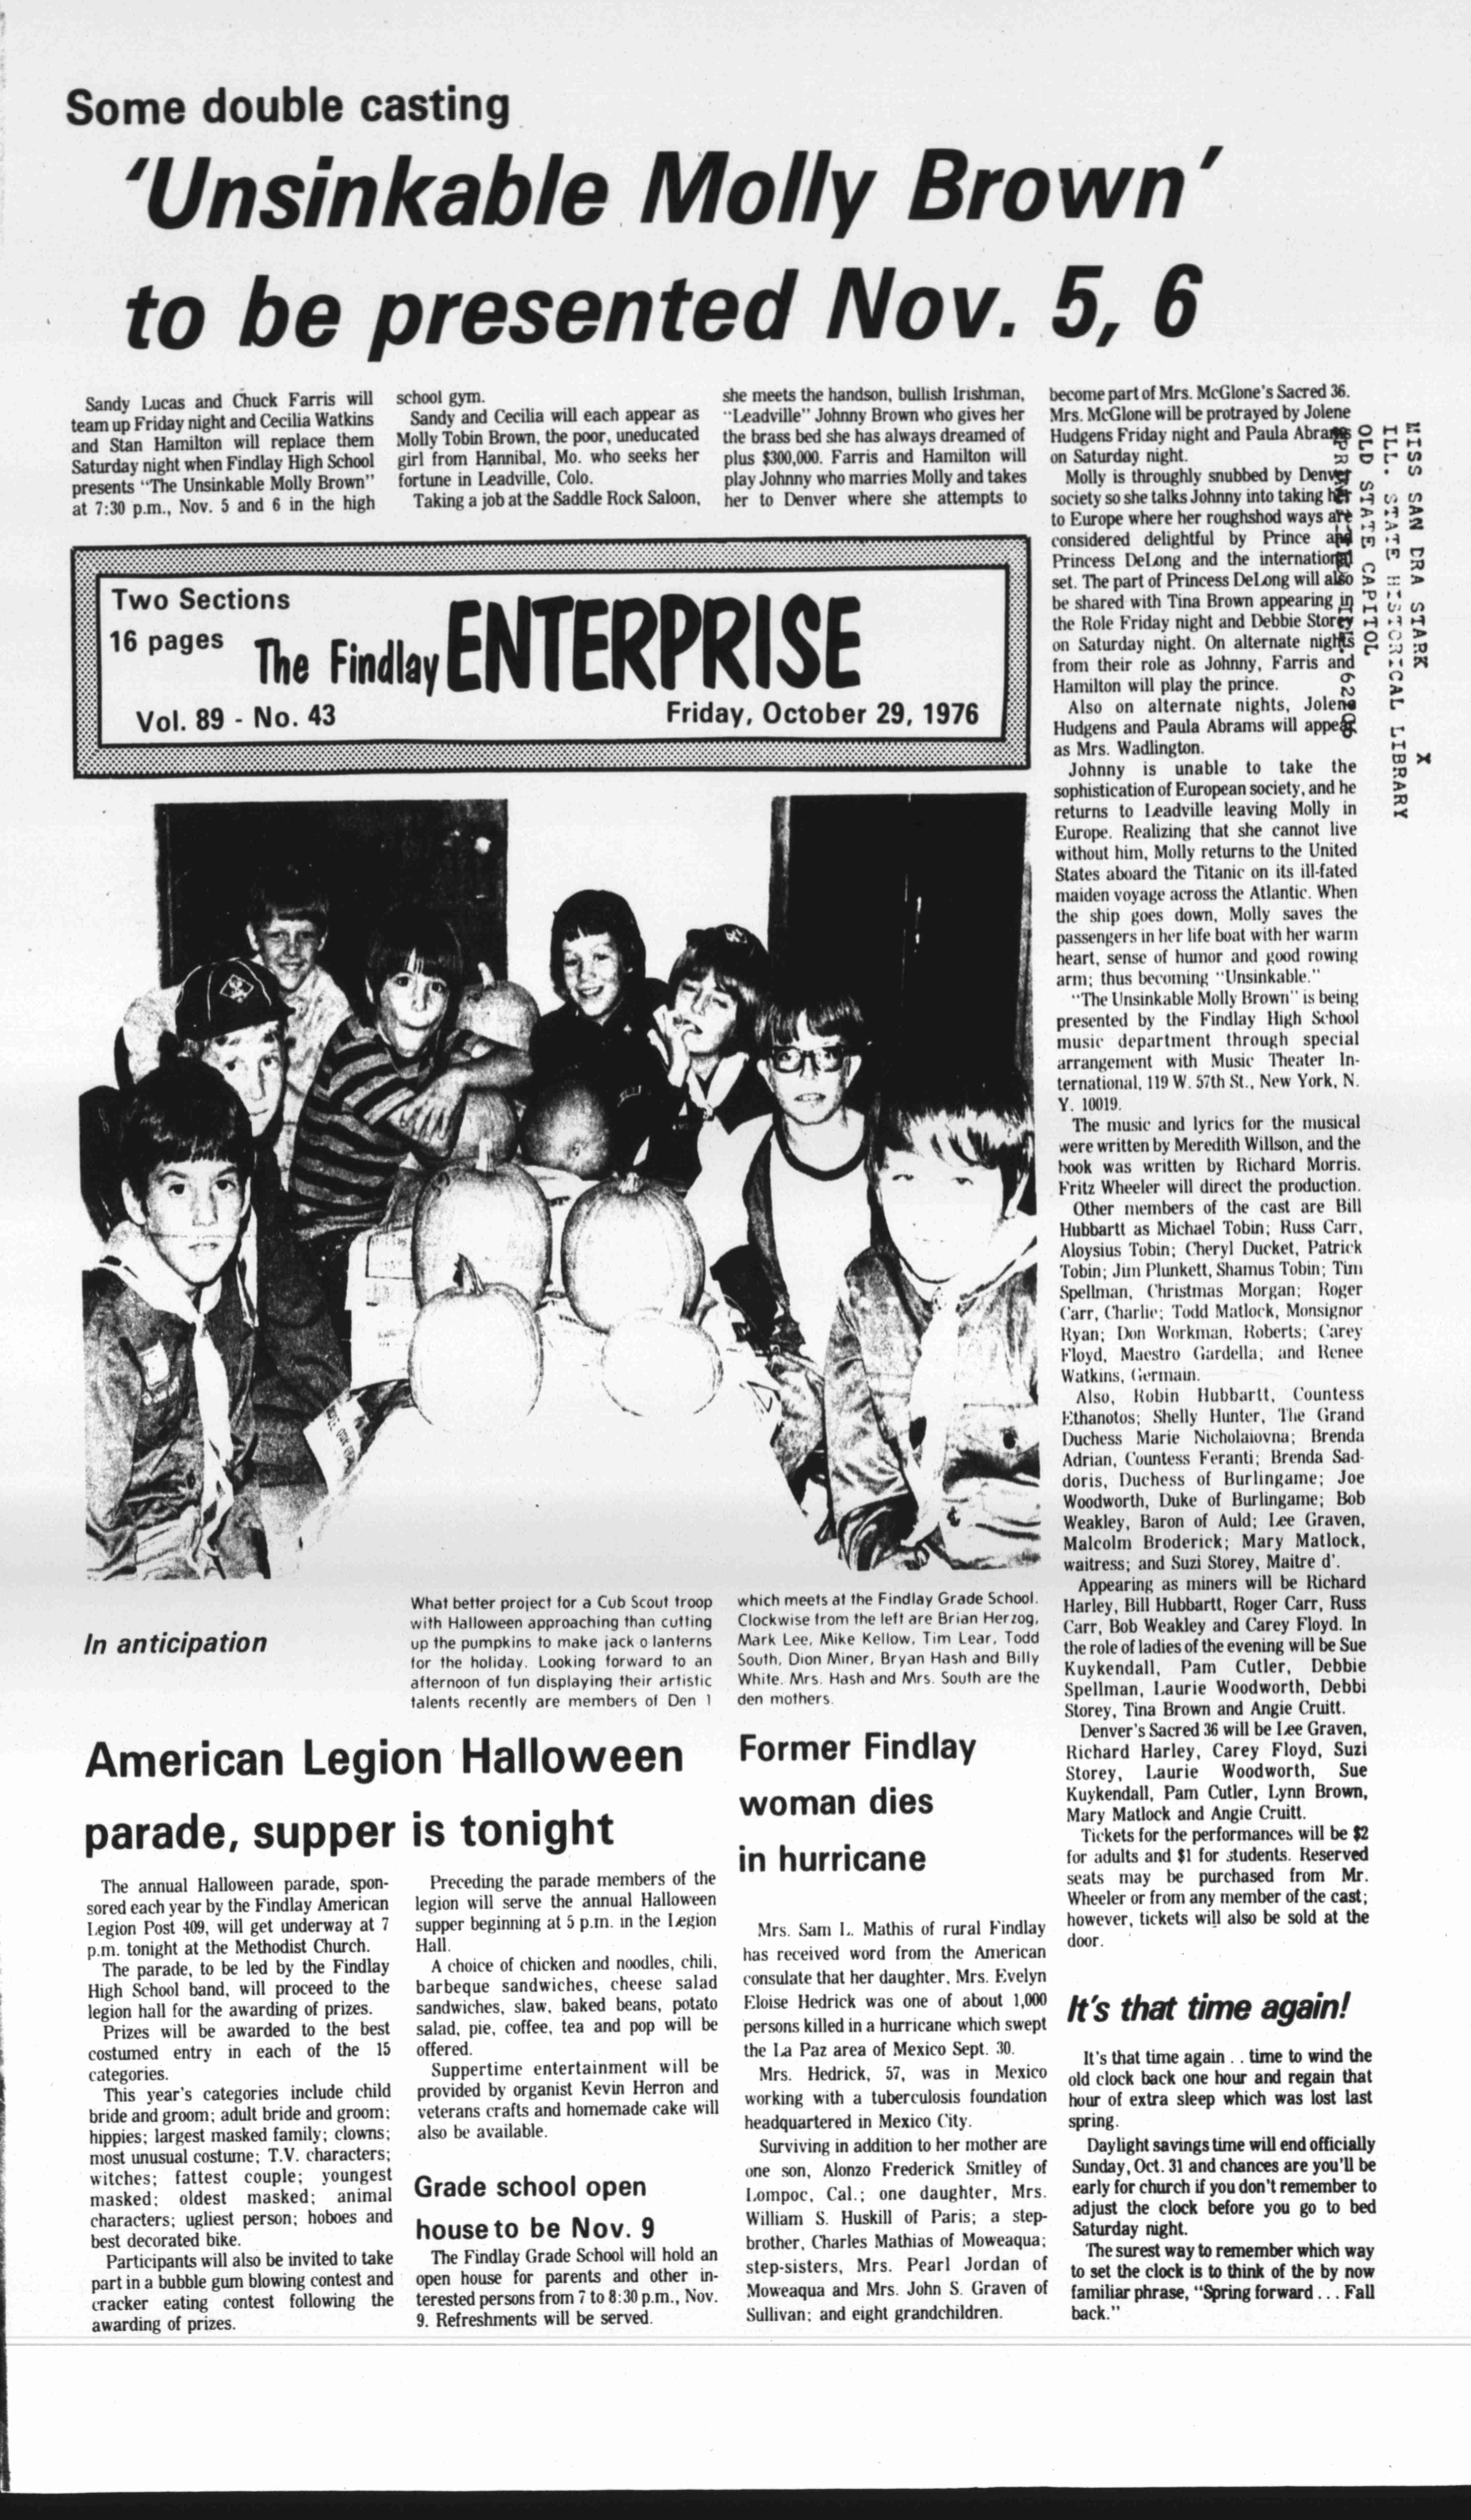 Some double casting
'Unsinkable Molly Brown'
to be presented Nov. 5, 6
Sandy Lucas and Chuck Farris will
team up Friday night and Cecilia Watkins
and Stan Hamilton will replace them
Saturday night when Findlay High School
presents "The Unsinkable Molly Brown"
at 7:30 p.m., Nov. 5 and 6 in the high
school gym.
Sandy and Cecilia will each appear as
Molly Tobin Brown, the poor, uneducated
girl from Hannibal, Mo. who seeks her
fortune in Leadville, Colo.
Taking a job at the Saddle Rock Saloon,
she meets the handson, bullish Irishman,
"Leadville" Johnny Brown who gives her
the brass bed she has always dreamed of
plus $300,000. Farris and Hamilton will
play Johnny who marries Molly and takes
her to Denver where she attempts to
become part of Mrs. McGlone's Sacred 36.
Mrs. McGlone will be protrayed by Jolene
Hudgens Friday night and Paula Abrams
on Saturday night.
Molly is throughly snubbed by Denver
society so she talks Johnny into taking her
to Europe where her roughshod ways are
considered delightful by Prince and
Princess DeLong and the international
set. The part of Princess DeLong will also
be shared with Tina Brown appearing in
the Role Friday night and Debbie Storey
on Saturday night. On alternate nights
from their role as Johnny, Farris and
Hamilton will play the prince.
Also on alternate nights, Jolene
Hudgens and Paula Abrams will appear
as Mrs. Wadlington.
Johnny is unable to take the
sophistication of European society, and he
returns to Leadville leaving Molly in
Europe. Realizing that she cannot live
without him, Molly returns to the United
States aboard the Titanic on its ill-fated
maiden voyage across the Atlantic. When
the ship goes down, Molly saves the
passengers in her life boat with her warm
heart, sense of humor and good rowing
arm; thus becoming "Unsinkable."
"The Unsinkable Molly Brown" is being
presented by the Findlay High School
music department through special
arrangement with Music Theater In-
ternational, 119 W. 57th St., New York, N.
Y. 10019.
The music and lyrics for the musical
were written by Meredith Willson, and the
book was written by Richard Morris.
Fritz Wheeler will direct the production.
Other members of the cast are Bill
Hubbartt as Michael Tobin; Russ Carr,
Aloysius Tobin; Cheryl Ducket, Patrick
Tobin; Jim Plunkett, Shamus Tobin; Tim
Spellman, Christmas Morgan; Roger
Carr, Charlie; Todd Matlock, Monsignor
Ryan; Don Workman, Roberts; Carey
Floyd, Maestro Gardella; and Renee
Watkins, Germain.
Also, Robin Hubbartt, Countess
Ethanotos; Shelly Hunter, The Grand
Duchess Marie Nicholaiovna; Brenda
Adrian, Countess Feranti; Brenda Sad-
doris, Duchess of Burlingame; Joe
Woodworth, Duke of Burlingame; Bob
Weakley, Baron of Auld; Lee Graven,
Malcolm Broderick; Mary Matlock,
waitress; and Suzi Storey, Maitre d'.
Appearing as miners will be Richard
Harley, Bill Hubbartt, Roger Carr, Russ
Carr, Bob Weakley and Carey Floyd. In
the role of ladies of the evening will be Sue
Kuykendall, Pam Cutler, Debbie
Spellman, Laurie Woodworth, Debbi
Storey, Tina Brown and Angie Cruitt.
Denver's Sacred 36 will be Lee Graven,
Richard Harley, Carey Floyd, Suzi
Storey, Laurie Woodworth, Sue
Kuykendall, Pam Cutler, Lynn Brown,
Mary Matlock and Angie Cruitt.
Tickets for the performances will be $2
for adults and $1 for students. Reserved
seats may be purchased from Mr.
Wheeler or from any member of the cast;
however, tickets will also be sold at the
door.
X
MISS SAN DRA STARK
ILL. STATE HISTORICAL LIBRARY
OLD STATE CAPITOL
Two Sections
16 pages
The Findlay ENTERPRISE
Vol. 89 - No. 43
Friday, October 29, 1976
In anticipation
What better project for a Cub Scout troop
with Halloween approaching than cutting
up the pumpkins to make jack o lanterns
for the holiday. Looking forward to an
afternoon of fun displaying their artistic
talents recently are members of Den 1
which meets at the Findlay Grade School.
Clockwise from the left are Brian Herzog,
Mark Lee, Mike Kellow, Tim Lear, Todd
South, Dion Miner, Bryan Hash and Billy
White. Mrs. Hash and Mrs. South are the
den mothers.
American Legion Halloween
parade, supper is tonight
The annual Halloween parade, spon-
sored each year by the Findlay American
Legion Post 409, will get underway at 7
p.m. tonight at the Methodist Church.
The parade, to be led by the Findlay
High School band, will proceed to the
legion hall for the awarding of prizes.
Prizes will be awarded to the best
costumed entry in each of the 15
categories.
This year's categories include child
bride and groom; adult bride and groom;
hippies; largest masked family; clowns;
most unusual costume; T.V. characters;
witches; fattest couple; youngest
masked; oldest masked; animal
characters; ugliest person; hoboes and
best decorated bike.
Participants will also be invited to take
part in a bubble gum blowing contest and
cracker eating contest following the
awarding of prizes.
Preceding the parade members of the
legion will serve the annual Halloween
supper beginning at 5 p.m. in the Legion
Hall.
A choice of chicken and noodles, chili,
barbeque sandwiches, cheese salad
sandwiches, slaw, baked beans, potato
salad, pie, coffee, tea and pop will be
offered.
Suppertime entertainment will be
provided by organist Kevin Herron and
veterans crafts and homemade cake will
also be available.
Grade school open
house to be Nov. 9
The Findlay Grade School will hold an
open house for parents and other in-
terested persons from 7 to 8:30 p.m., Nov.
9. Refreshments will be served.
Former Findlay
woman dies
in hurricane
Mrs. Sam L. Mathis of rural Findlay
has received word from the American
consulate that her daughter, Mrs. Evelyn
Eloise Hedrick was one of about 1,000
persons killed in a hurricane which swept
the La Paz area of Mexico Sept. 30.
Mrs. Hedrick, 57, was in Mexico
working with a tuberculosis foundation
headquartered in Mexico City.
Surviving in addition to her mother are
one son, Alonzo Frederick Smitley of
Lompoc, Cal.; one daughter, Mrs.
William S. Huskill of Paris; a step-
brother, Charles Mathias of Moweaqua;
step-sisters, Mrs. Pearl Jordan of
Moweaqua and Mrs. John S. Graven of
Sullivan; and eight grandchildren.
It's that time again!
It's that time again . . time to wind the
old clock back one hour and regain that
hour of extra sleep which was lost last
spring.
Daylight savings time will end officially
Sunday, Oct. 31 and chances are you'll be
early for church if you don't remember to
adjust the clock before you go to bed
Saturday night.
The surest way to remember which way
to set the clock is to think of the by now
familiar phrase, "Spring forward . . . Fall
back."